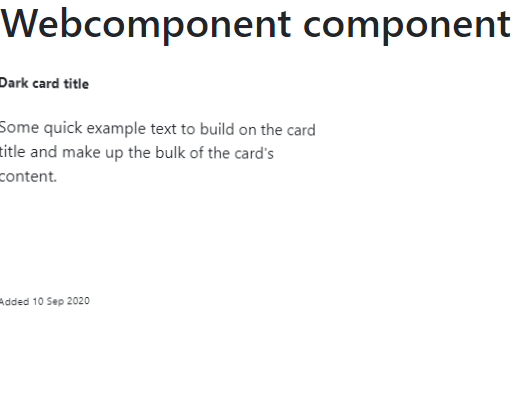 Webcomponent component
Dark card title
Some quick example text to build on the card
title and make up the bulk of the card's
content.
Added 10 Sep 2020